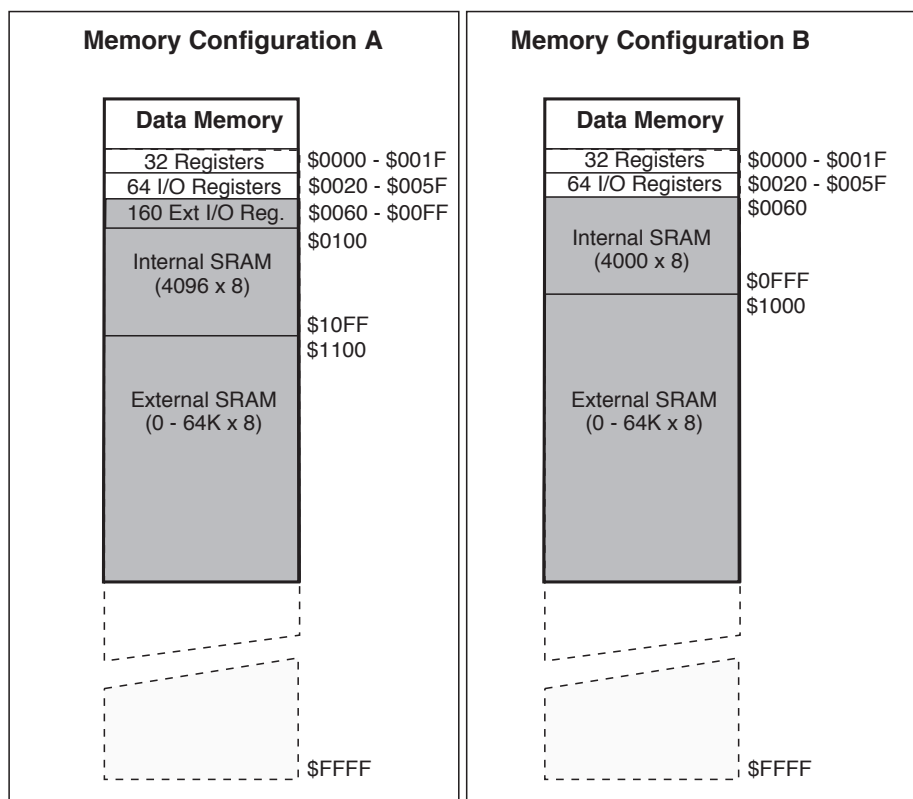 Memory Configuration A
Data Memory
32 Registers
$0000 - $001F
64 I/O Registers
$0020 - $005F
160 Ext I/O Reg.
$0060 - $00FF
$0100
Internal SRAM
(4096 x 8)
$10FF
$1100
External SRAM
(0 - 64K x 8)
$FFFF
Memory Configuration B
Data Memory
32 Registers
$0000 - $001F
64 I/O Registers
$0020 - $005F
$0060
Internal SRAM
(4000 x 8)
$0FFF
$1000
External SRAM
(0 - 64K x 8)
$FFFF